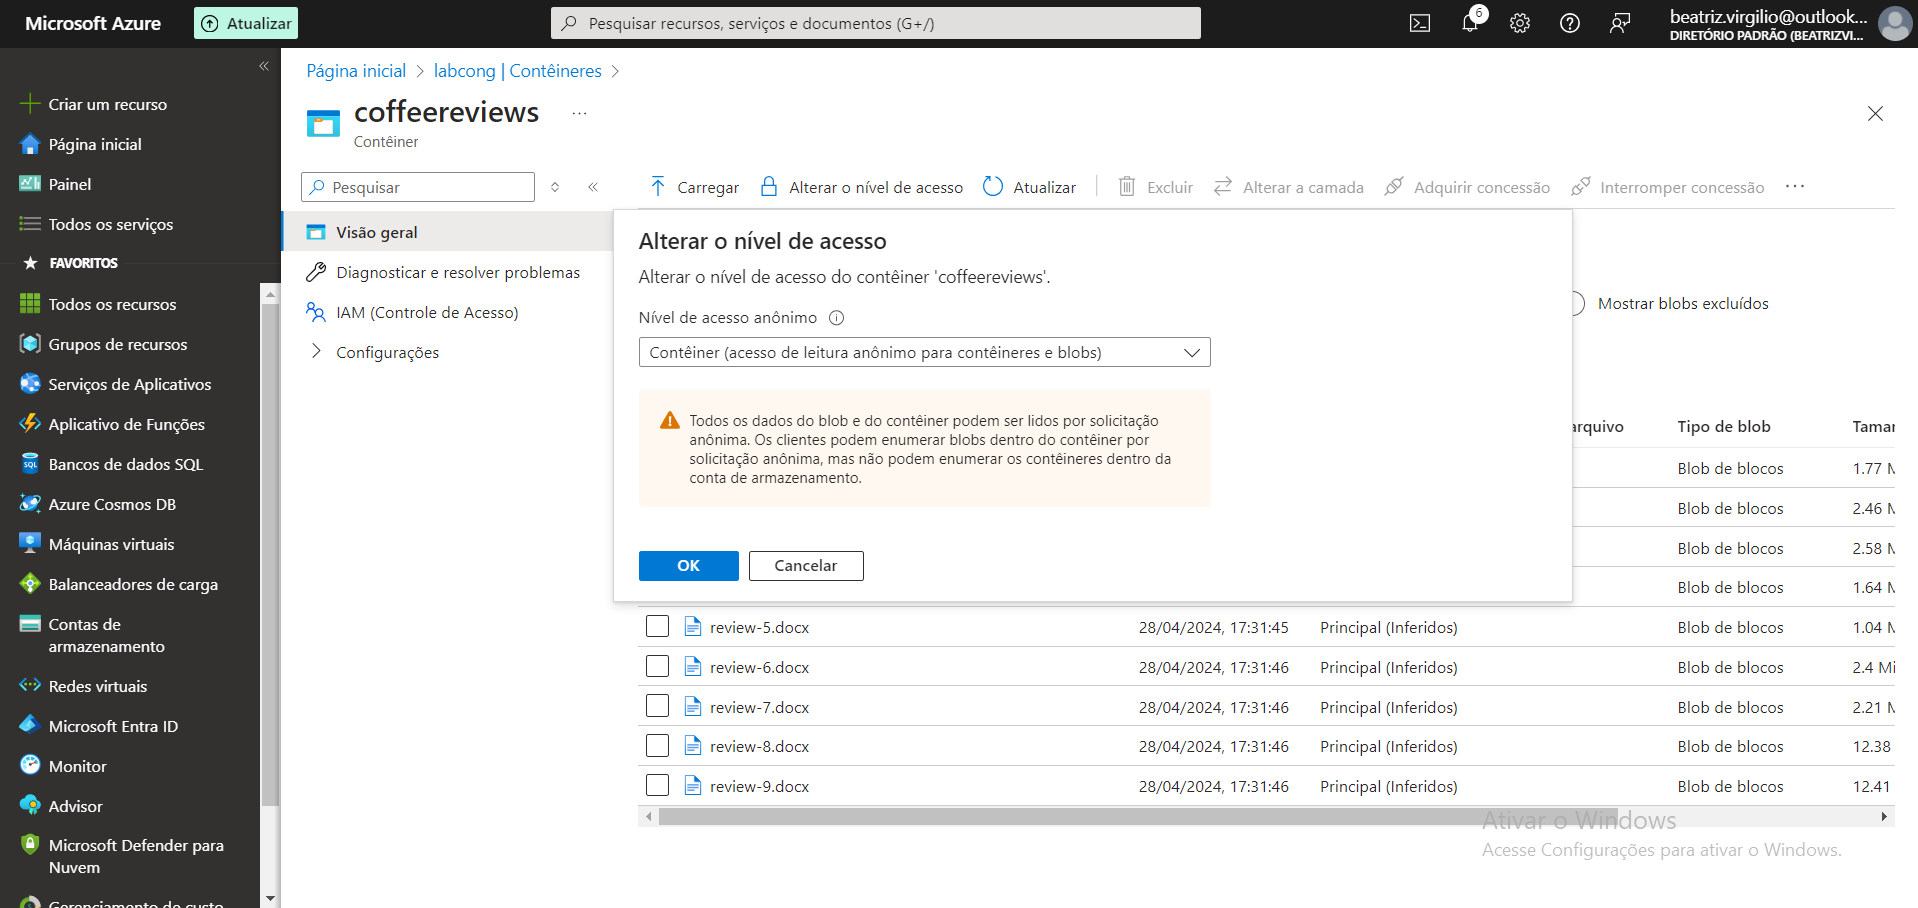 Microsoft Azure
Atualizar
Pesquisar recursos, serviços e documentos (G+/)
6
beatriz.virgilio@outlook...
DIRETÓRIO PADRÃO (BEATRIZVI...
Criar um recurso
Página inicial
Painel
Todos os serviços
FAVORITOS
Todos os recursos
Grupos de recursos
Serviços de Aplicativos
Aplicativo de Funções
SQL
Bancos de dados SQL
Azure Cosmos DB
Máquinas virtuais
Balanceadores de carga
Contas de
armazenamento
Redes virtuais
Microsoft Entra ID
Monitor
Advisor
Microsoft Defender para
Nuvem
Gerenciamento de custo
Página inicial > labcong | Contêineres >
coffeereviews ...
Contêiner
Pesquisar
Visão geral
Diagnosticar e resolver problemas
IAM (Controle de Acesso)
Configurações
Carregar Alterar o nível de acesso Atualizar Excluir Alterar a camada Adquirir concessão Interromper concessão ...
Alterar o nível de acesso
Alterar o nível de acesso do contêiner 'coffeereviews'.
Nível de acesso anônimo
Contêiner (acesso de leitura anônimo para contêineres e blobs)
Todos os dados do blob e do contêiner podem ser lidos por solicitação
anônima. Os clientes podem enumerar blobs dentro do contêiner por
solicitação anônima, mas não podem enumerar os contêineres dentro da
conta de armazenamento.
OK Cancelar
Mostrar blobs excluídos
arquivo Tipo de blob Tamar
Blob de blocos 1.77 M
Blob de blocos 2.46 M
Blob de blocos 2.58 M
Blob de blocos 1.64 M
review-5.docx 28/04/2024, 17:31:45 Principal (Inferidos) Blob de blocos 1.04 M
review-6.docx 28/04/2024, 17:31:46 Principal (Inferidos) Blob de blocos 2.4 Mi
review-7.docx 28/04/2024, 17:31:46 Principal (Inferidos) Blob de blocos 2.21 M
review-8.docx 28/04/2024, 17:31:46 Principal (Inferidos) Blob de blocos 12.38
review-9.docx 28/04/2024, 17:31:46 Principal (Inferidos) Blob de blocos 12.41
Ativar o Windows
Acesse Configurações para ativar o Windows.